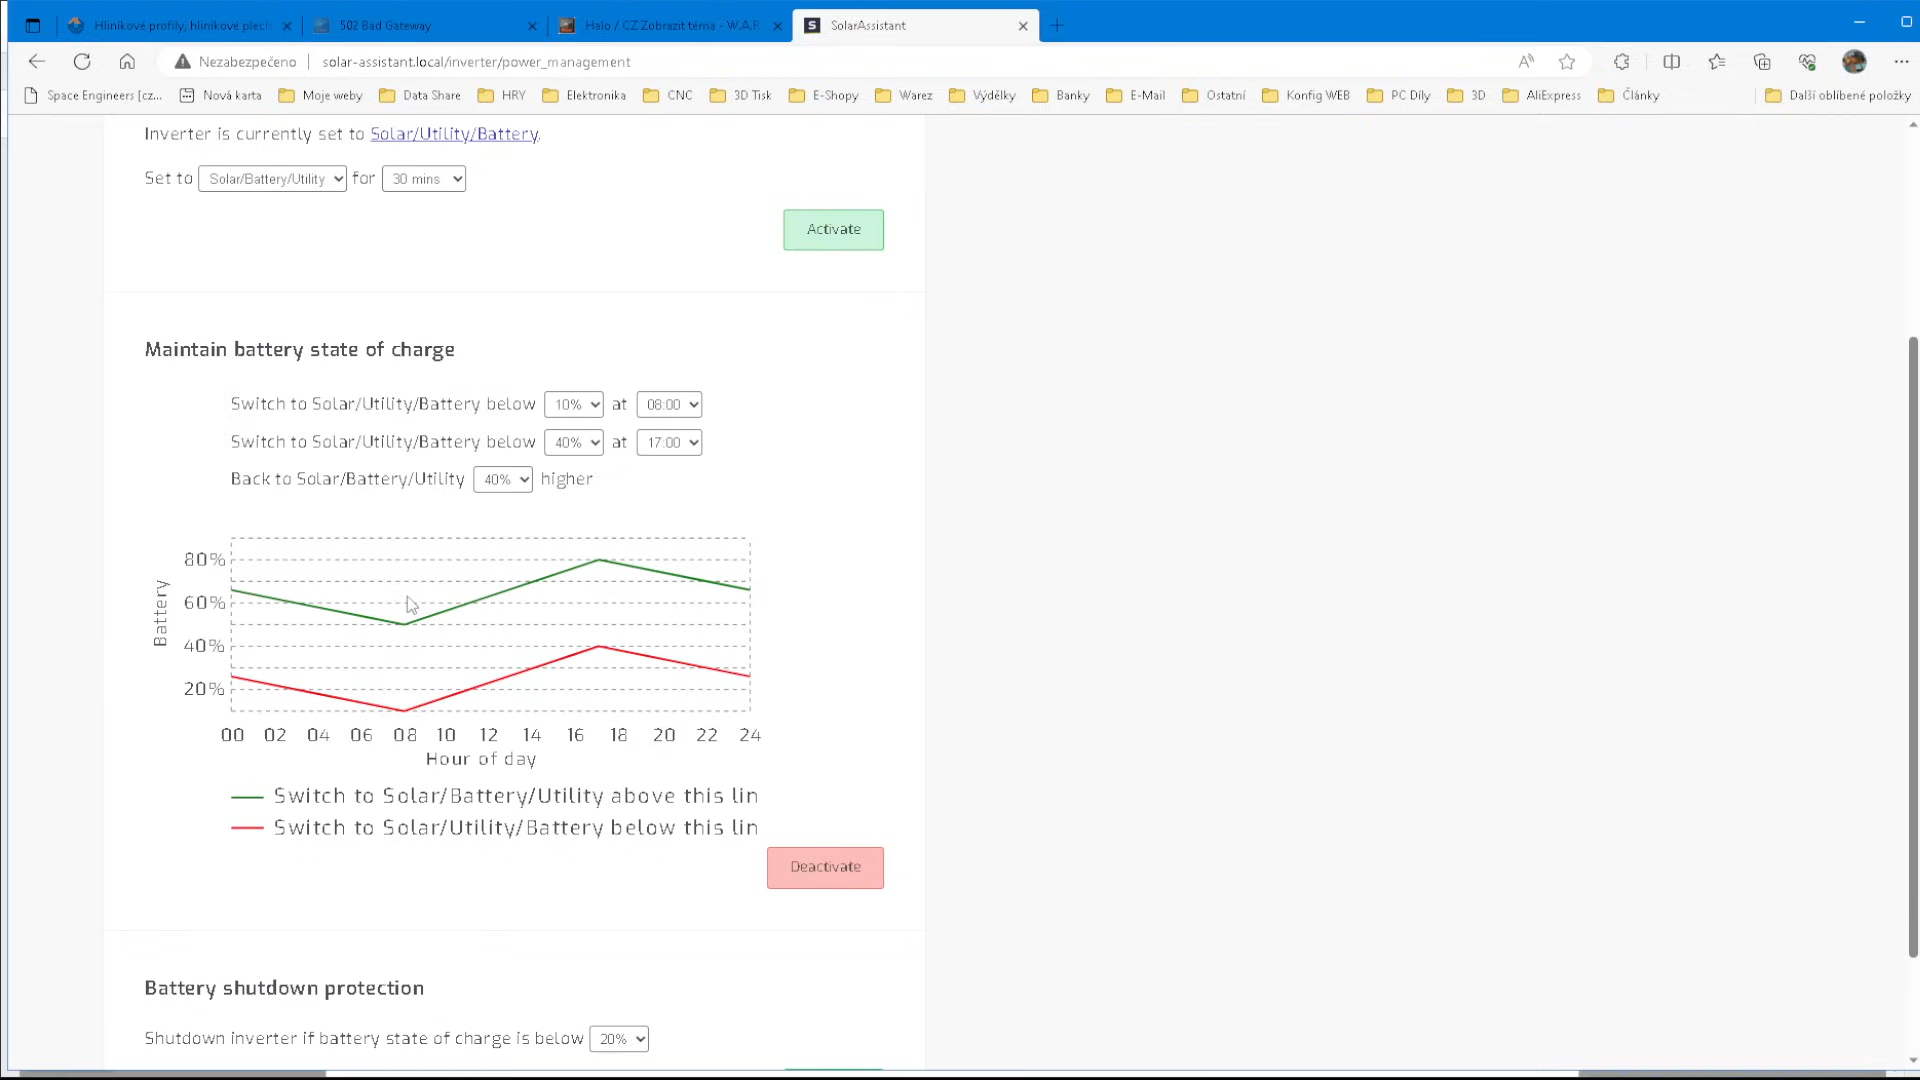 Hliníkové profily, hliníkové plech
502 Bad Gateway
Halo / CZ Zobrazit téma - W.A.R
SolarAssistant
Nezabezpečeno
solar-assistant.local/inverter/power_management
Space Engineers [cz...
Nová karta
Moje weby
Data Share
HRY
Elektronika
CNC
3D Tisk
E-Shopy
Warez
Výdělky
Banky
E-Mail
Ostatní
Konfig WEB
PC Díly
3D
AliExpress
Články
Další oblíbené položky
Inverter is currently set to Solar/Utility/Battery.
Set to Solar/Battery/Utility for 30 mins
Activate
Maintain battery state of charge
Switch to Solar/Utility/Battery below 10% at 08:00
Switch to Solar/Utility/Battery below 40% at 17:00
Back to Solar/Battery/Utility 40% higher
80%
60%
40%
20%
Battery
00 02 04 06 08 10 12 14 16 18 20 22 24
Hour of day
Switch to Solar/Battery/Utility above this lin
Switch to Solar/Utility/Battery below this lin
Deactivate
Battery shutdown protection
Shutdown inverter if battery state of charge is below 20%